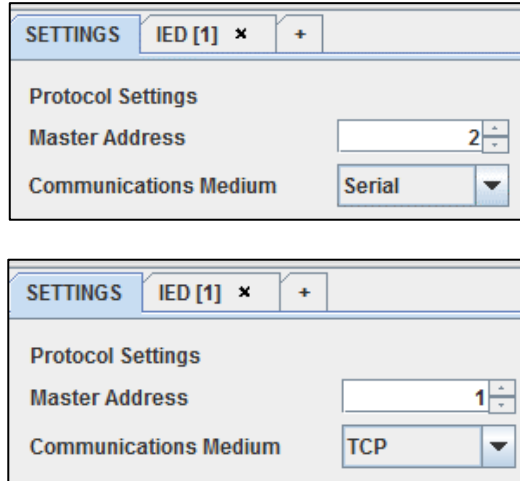 SETTINGS IED [1] × +
Protocol Settings
Master Address 2
Communications Medium Serial
SETTINGS IED [1] × +
Protocol Settings
Master Address 1
Communications Medium TCP